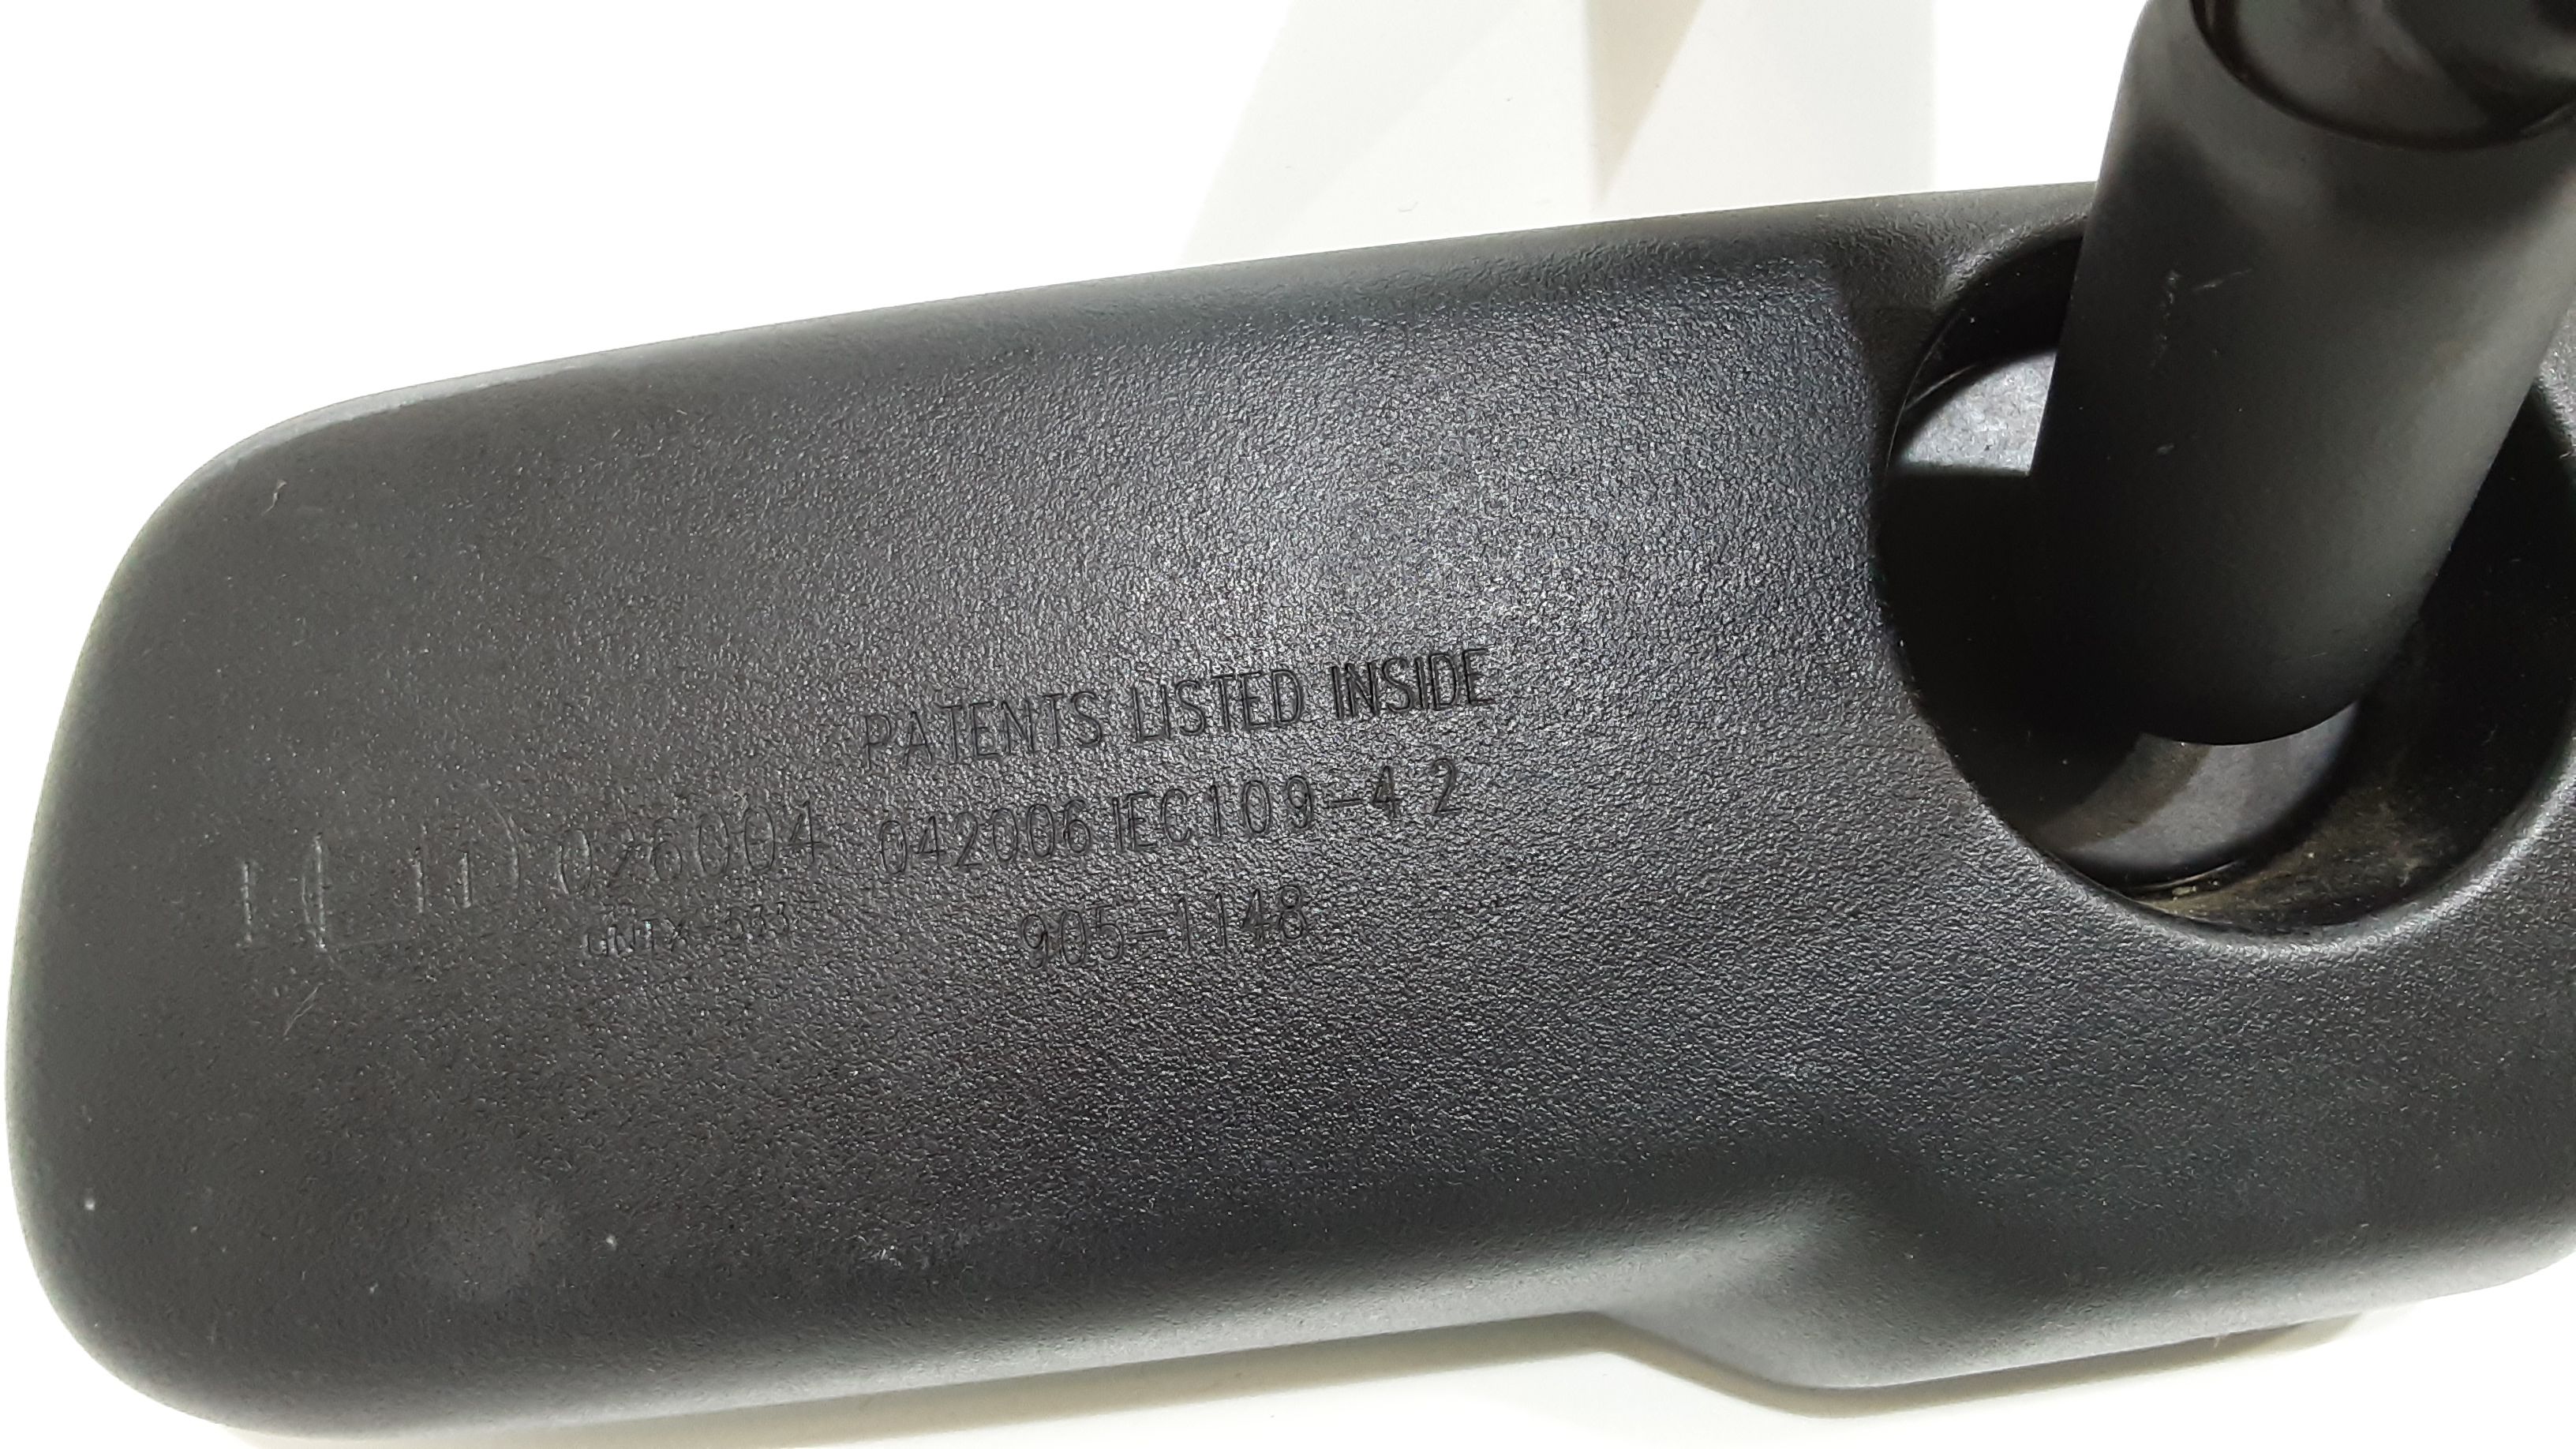 PATENTS LISTED INSIDE
026004 042006 IEC109-4 2
905-1148